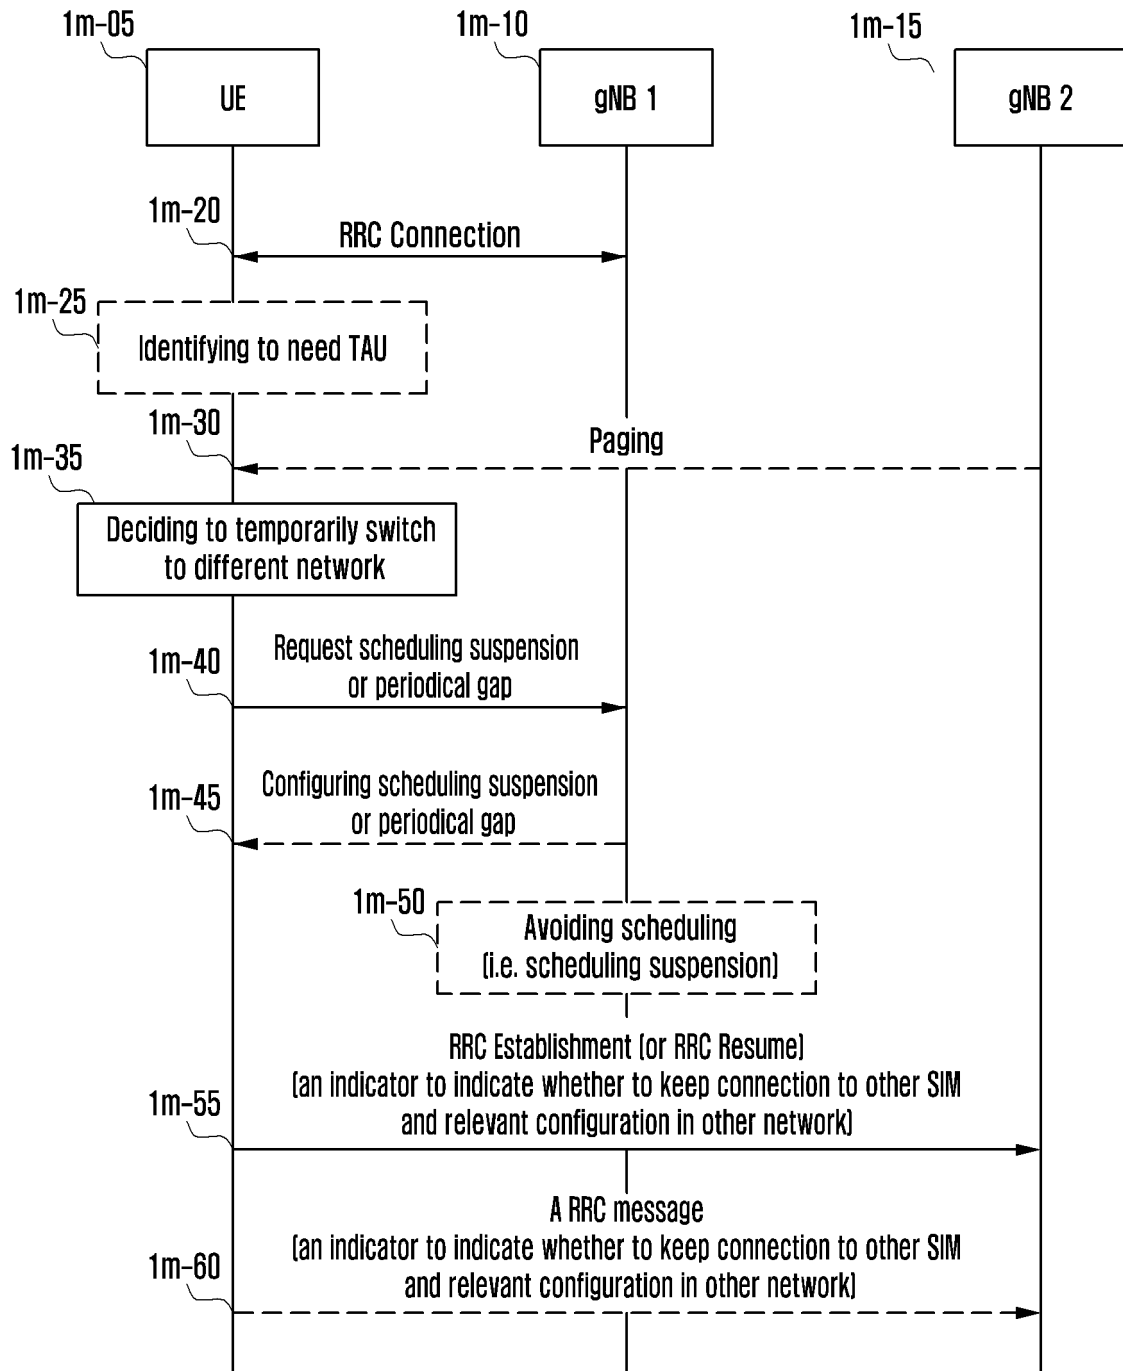 1m-05
1m-10
1m-15
UE
gNB 1
gNB 2
1m-20
RRC Connection
1m-25
Identifying to need TAU
1m-30
Paging
1m-35
Deciding to temporarily switch
to different network
1m-40
Request scheduling suspension
or periodical gap
1m-45
Configuring scheduling suspension
or periodical gap
1m-50
Avoiding scheduling
(i.e. scheduling suspension)
1m-55
RRC Establishment (or RRC Resume)
(an indicator to indicate whether to keep connection to other SIM
and relevant configuration in other network)
1m-60
A RRC message
(an indicator to indicate whether to keep connection to other SIM
and relevant configuration in other network)